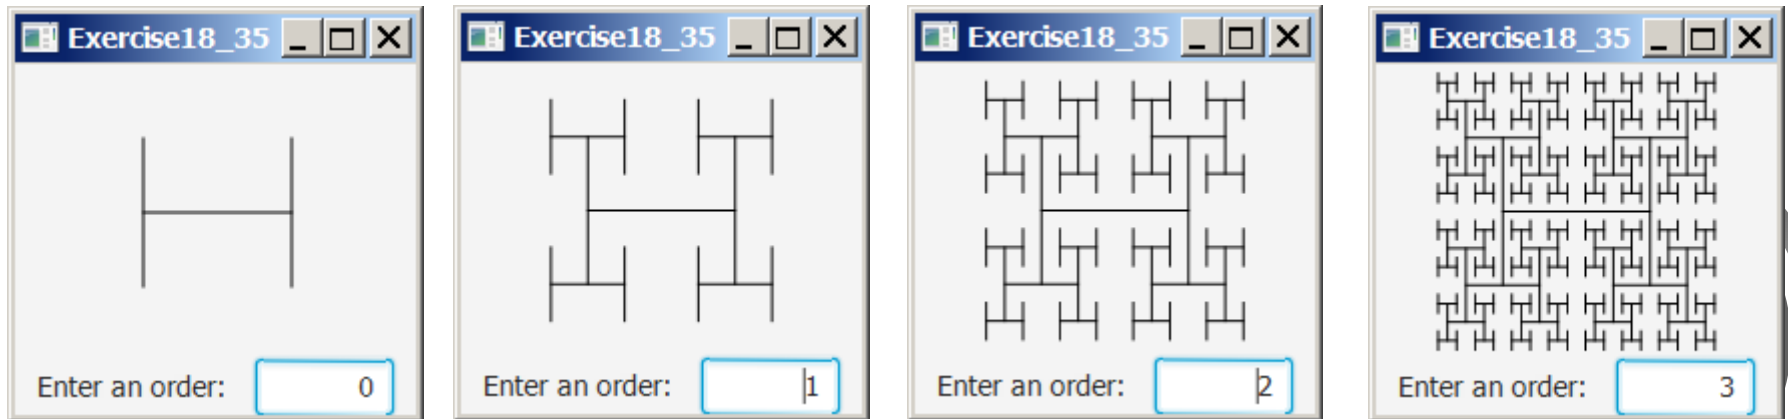 Exercise18_35
Enter an order: 0
Exercise18_35
Enter an order: 1
Exercise18_35
Enter an order: 2
Exercise18_35
Enter an order: 3